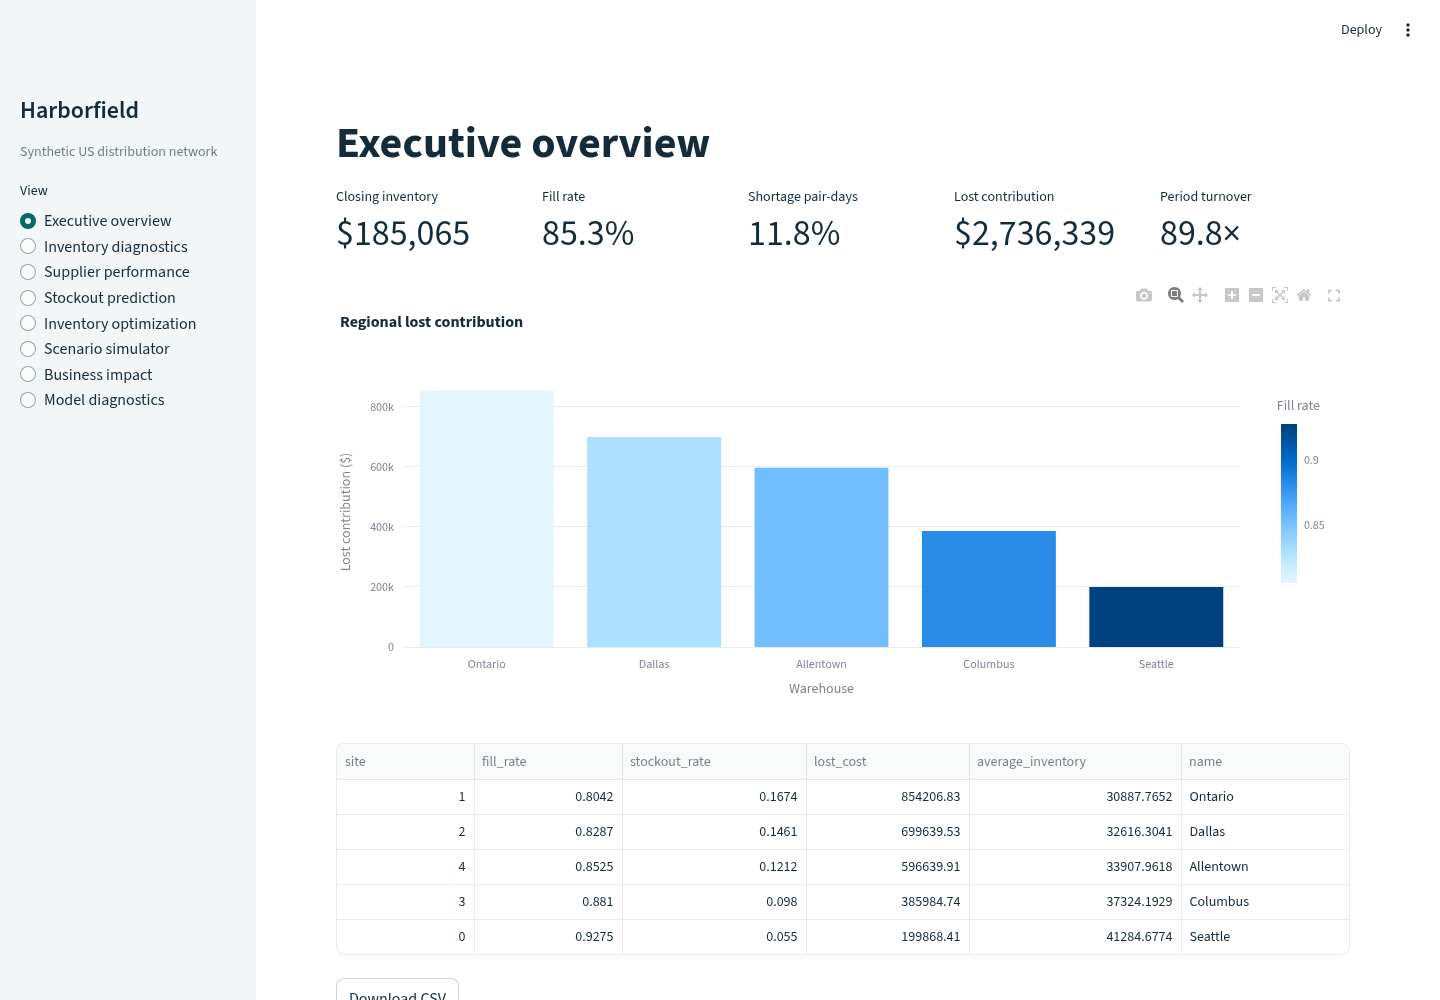 Deploy
Harborfield
Synthetic US distribution network
View
Executive overview
Inventory diagnostics
Supplier performance
Stockout prediction
Inventory optimization
Scenario simulator
Business impact
Model diagnostics
Executive overview
Closing inventory Fill rate Shortage pair-days Lost contribution Period turnover
$185,065 85.3% 11.8% $2,736,339 89.8×
Regional lost contribution
Lost contribution ($)
800k
600k
400k
200k
0
Ontario Dallas Allentown Columbus Seattle
Warehouse
Fill rate
0.9
0.85
site fill_rate stockout_rate lost_cost average_inventory name
1 0.8042 0.1674 854206.83 30887.7652 Ontario
2 0.8287 0.1461 699639.53 32616.3041 Dallas
4 0.8525 0.1212 596639.91 33907.9618 Allentown
3 0.881 0.098 385984.74 37324.1929 Columbus
0 0.9275 0.055 199868.41 41284.6774 Seattle
Download CSV